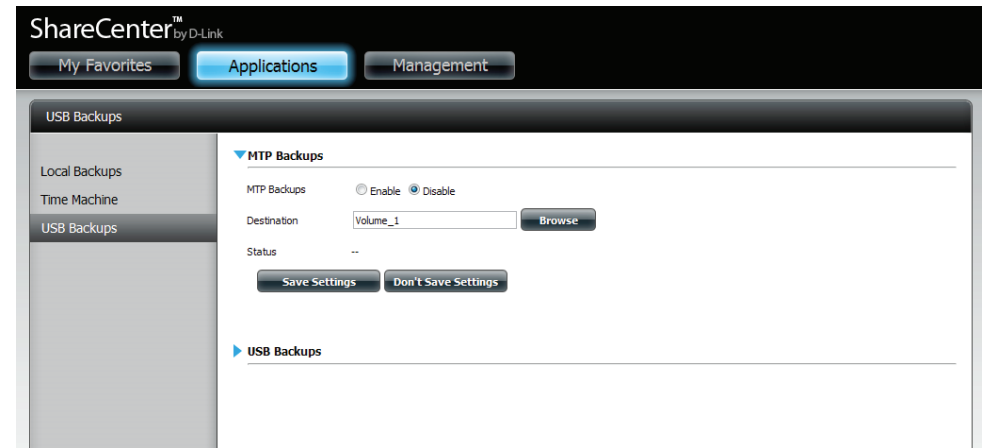 ShareCenter™ by D-Link
My Favorites Applications Management
USB Backups
Local Backups
Time Machine
USB Backups
MTP Backups
MTP Backups Enable Disable
Destination Volume_1 Browse
Status --
Save Settings Don't Save Settings
USB Backups